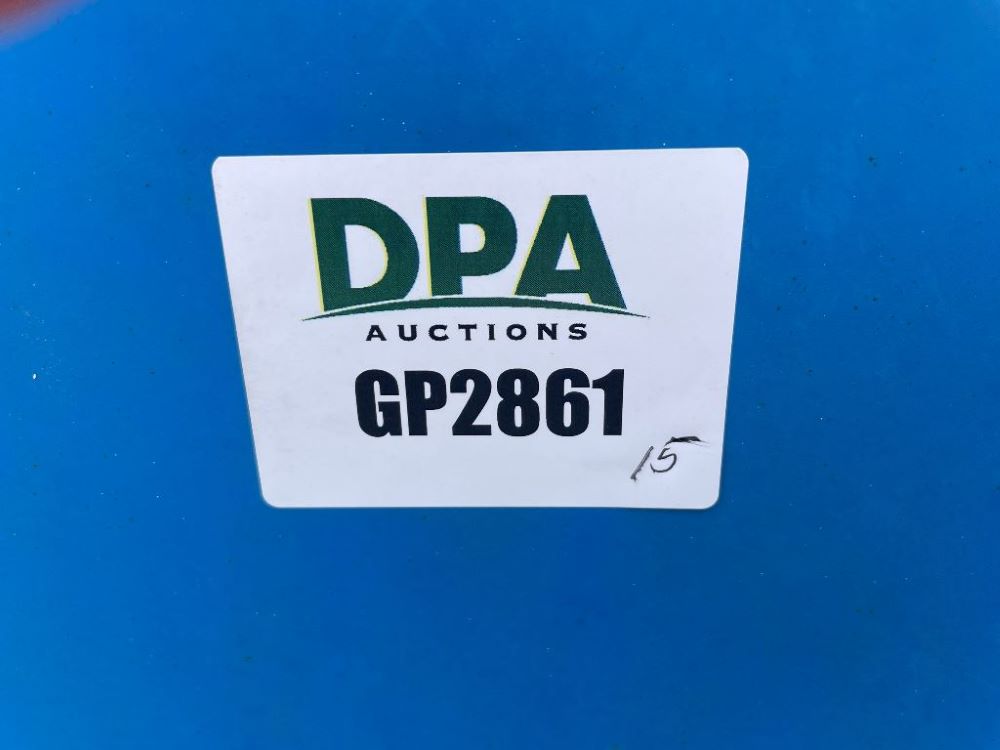 DPA
AUCTIONS
GP2861
15